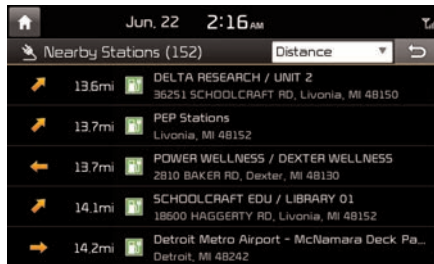 Jun. 22 2:16 AM
Nearby Stations (152) Distance
13.6mi DELTA RESEARCH / UNIT 2
36251 SCHOOLCRAFT RD, Livonia, MI 48150
13.7mi PEP Stations
Livonia, MI 48152
13.7mi POWER WELLNESS / DEXTER WELLNESS
2810 BAKER RD, Dexter, MI 48130
14.1mi SCHOOLCRAFT EDU / LIBRARY 01
18600 HAGGERTY RD, Livonia, MI 48152
14.2mi Detroit Metro Airport - McNamara Deck Pa...
Detroit, MI 48242